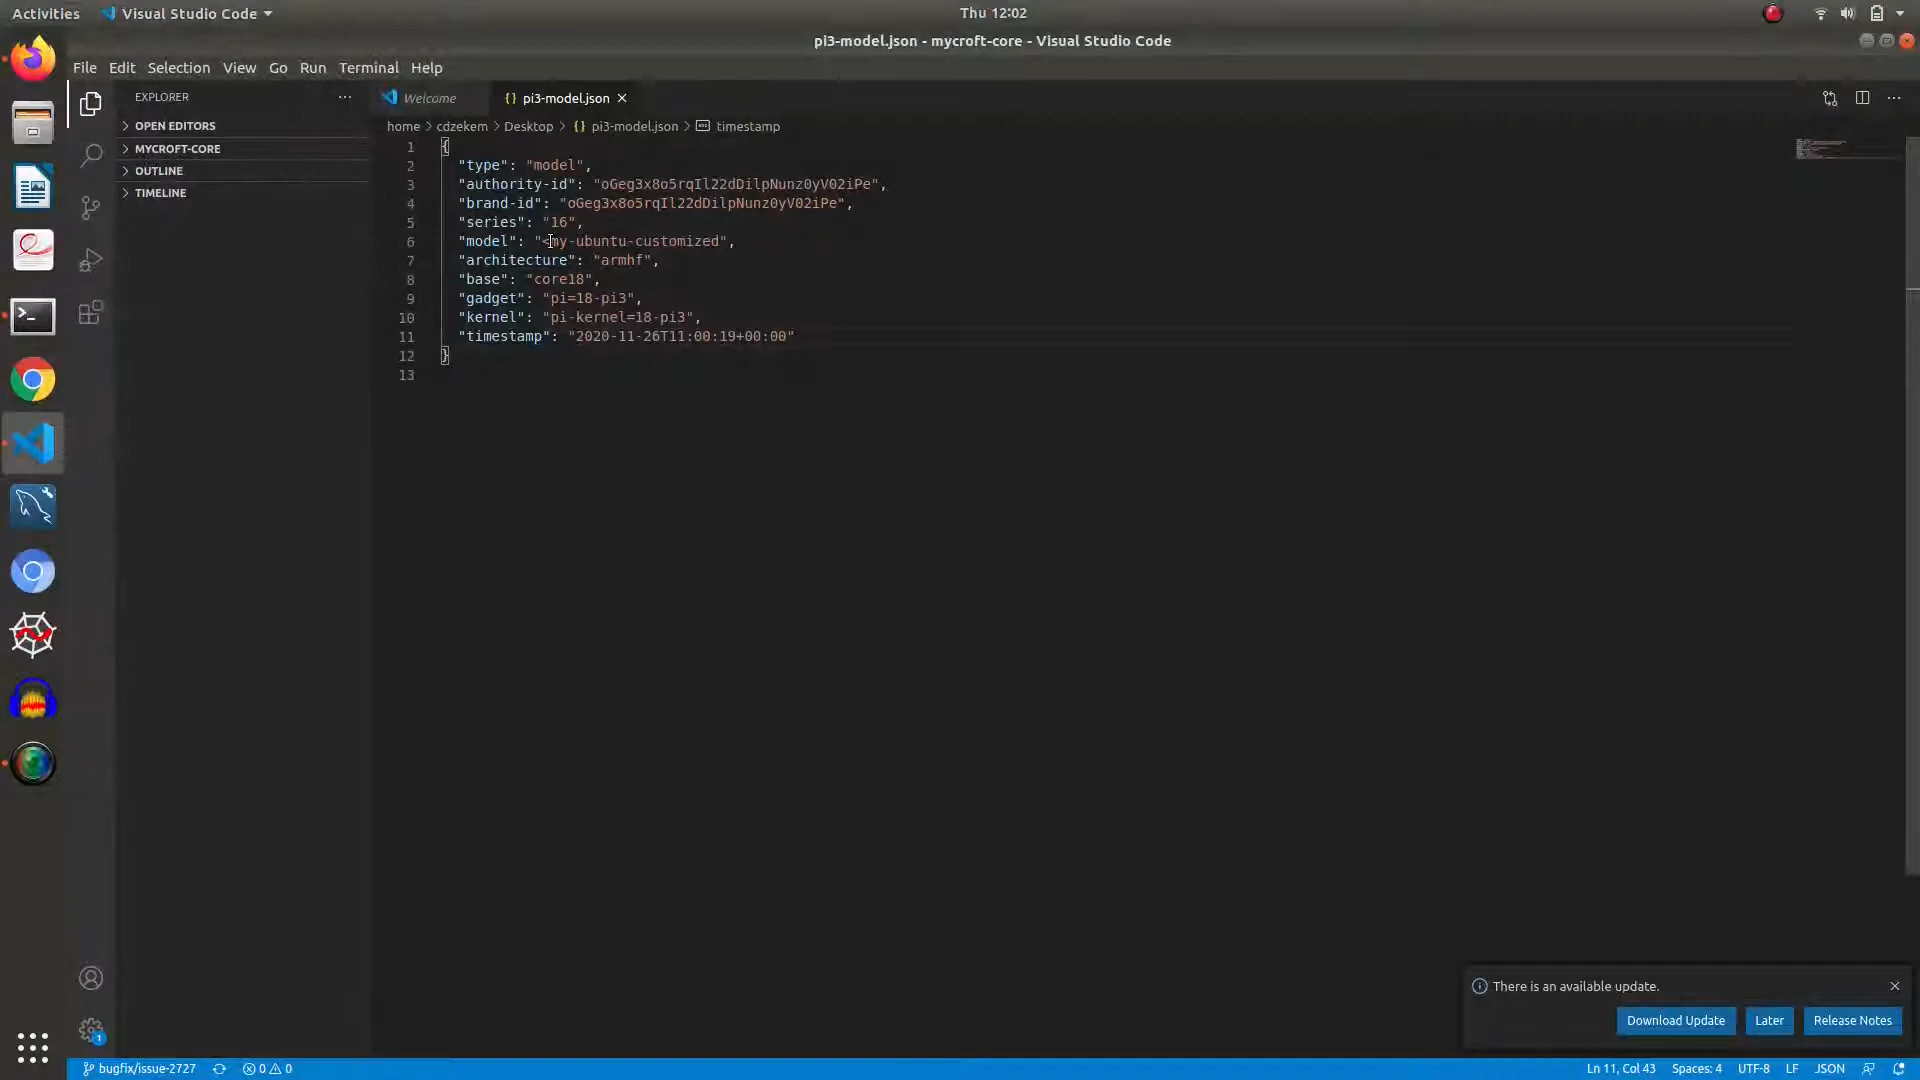 Activities Visual Studio Code Thu 12:02
pi3-model.json - mycroft-core - Visual Studio Code
File Edit Selection View Go Run Terminal Help
EXPLORER ··· Welcome {} pi3-model.json ···
OPEN EDITORS
MYCROFT-CORE
OUTLINE
TIMELINE
home > cdzekem > Desktop > {} pi3-model.json > timestamp
1 {
2 "type": "model",
3 "authority-id": "oGeg3x8o5rqIl22dDilpNunz0yV02iPe",
4 "brand-id": "oGeg3x8o5rqIl22dDilpNunz0yV02iPe",
5 "series": "16",
6 "model": "<my-ubuntu-customized",
7 "architecture": "armhf",
8 "base": "core18",
9 "gadget": "pi=18-pi3",
10 "kernel": "pi-kernel=18-pi3",
11 "timestamp": "2020-11-26T11:00:19+00:00"
12 }
13
There is an available update.
Download Update Later Release Notes
1
bugfix/issue-2727 0 0 Ln 11, Col 43 Spaces: 4 UTF-8 LF JSON